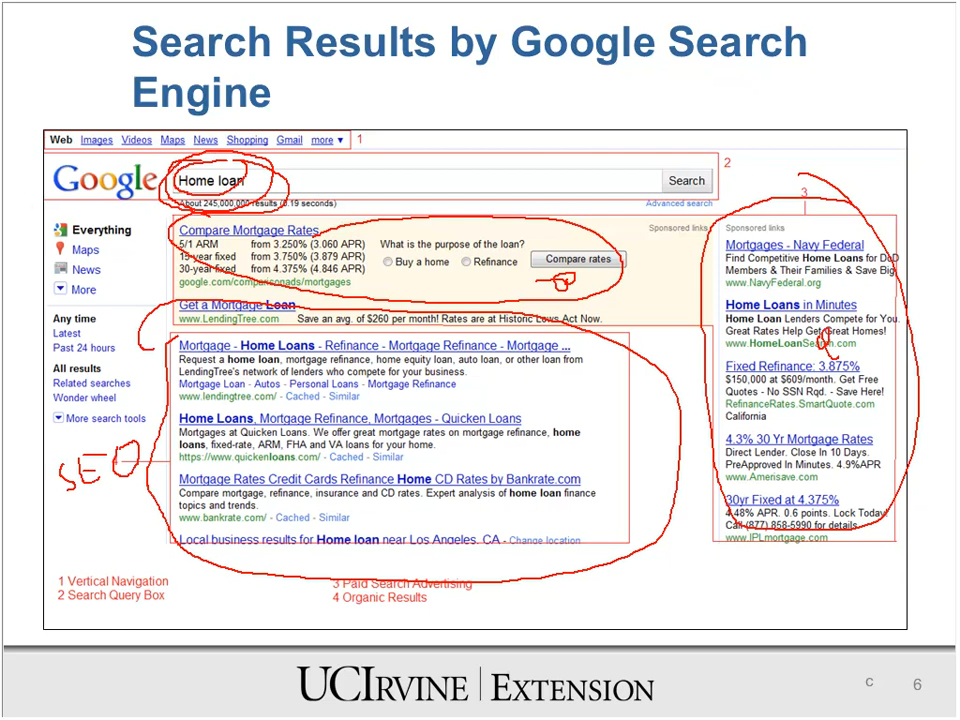 Search Results by Google Search
Engine
Web Images Videos Maps News Shopping Gmail more ▼ 1
2
Google
Home loan
Search
About 245,000,000 results (0.19 seconds)
Advanced search
3
Everything
Maps
News
More
Any time
Latest
Past 24 hours
All results
Related searches
Wonder wheel
More search tools
Compare Mortgage Rates
Sponsored links
5/1 ARM from 3.250% (3.060 APR)
15-year fixed from 3.750% (3.879 APR)
30-year fixed from 4.375% (4.846 APR)
google.com/comparisonads/mortgages
What is the purpose of the loan?
Buy a home Refinance
Compare rates
Get a Mortgage Loan
www.LendingTree.com Save an avg. of $260 per month! Rates are at Historic Lows Act Now.
Mortgage - Home Loans - Refinance - Mortgage Refinance - Mortgage ...
Request a home loan, mortgage refinance, home equity loan, auto loan, or other loan from
LendingTree's network of lenders who compete for your business.
Mortgage Loan - Autos - Personal Loans - Mortgage Refinance
www.lendingtree.com/ - Cached - Similar
Home Loans, Mortgage Refinance, Mortgages - Quicken Loans
Mortgages at Quicken Loans. We offer great mortgage rates on mortgage refinance, home
loans, fixed-rate, ARM, FHA and VA loans for your home.
https://www.quickenloans.com/ - Cached - Similar
SEO
Mortgage Rates Credit Cards Refinance Home CD Rates by Bankrate.com
Compare mortgage, refinance, insurance and CD rates. Expert analysis of home loan finance
topics and trends.
www.bankrate.com/ - Cached - Similar
Local business results for Home loan near Los Angeles, CA - Change location
Sponsored links
Mortgages - Navy Federal
Find Competitive Home Loans for DoD
Members & Their Families & Save Big
www.NavyFederal.org
Home Loans in Minutes
Home Loan Lenders Compete for You.
Great Rates Help Get Great Homes!
www.HomeLoanSearch.com
Fixed Refinance: 3.875%
$150,000 at $609/month. Get Free
Quotes - No SSN Rqd. - Save Here!
RefinanceRates.SmartQuote.com
California
4.3% 30 Yr Mortgage Rates
Direct Lender. Close In 10 Days.
PreApproved In Minutes. 4.9%APR
www.Amensave.com
30yr Fixed at 4.375%
4.48% APR. 0.6 points. Lock Today!
Call (877) 858-5990 for details
www.IPLmortgage.com
1 Vertical Navigation
2 Search Query Box
3 Paid Search Advertising
4 Organic Results
UCIRVINE | EXTENSION
c 6